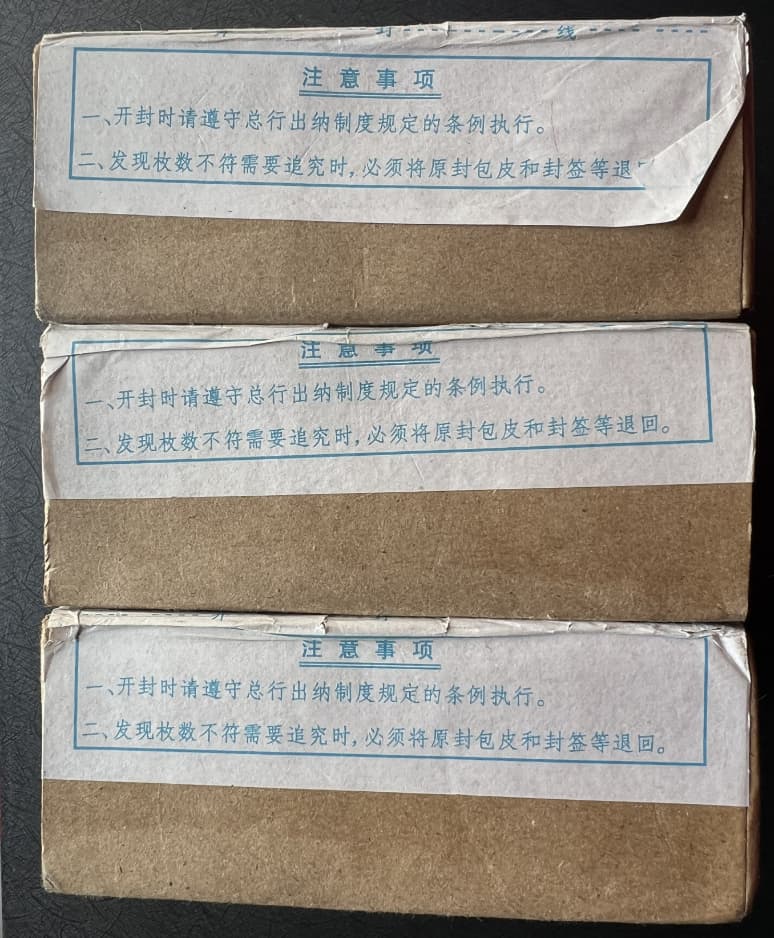 开 封 线
注意事项
一、开封时请遵守总行出纳制度规定的条例执行。
二、发现枚数不符需要追究时,必须将原封包皮和封签等退
注意事项
一、开封时请遵守总行出纳制度规定的条例执行。
二、发现枚数不符需要追究时,必须将原封包皮和封签等退回。
注意事项
一、开封时请遵守总行出纳制度规定的条例执行。
二、发现枚数不符需要追究时,必须将原封包皮和封签等退回。